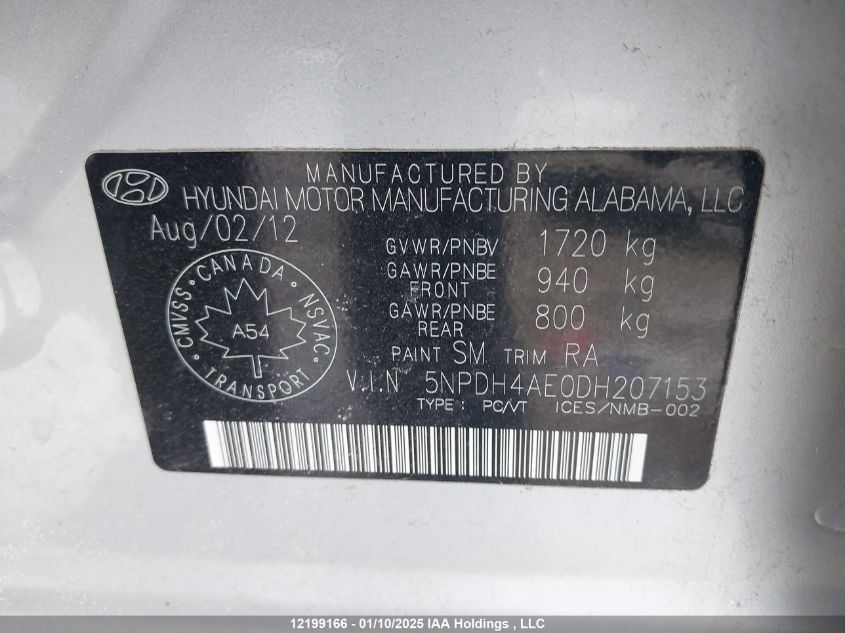 MANUFACTURED BY
HYUNDAI MOTOR MANUFACTURING ALABAMA, LLC
Aug/02/12
GVWR/PNBV 1720 kg
GAWR/PNBE FRONT 940 kg
GAWR/PNBE REAR 800 kg
PAINT SM TRIM RA
V.I.N 5NPDH4AE0DH207153
TYPE: PC/VT ICES/NMB-002
CMVSS · CANADA · NSVAC
A54
· TRANSPORT ·
12199166 - 01/10/2025 IAA Holdings , LLC